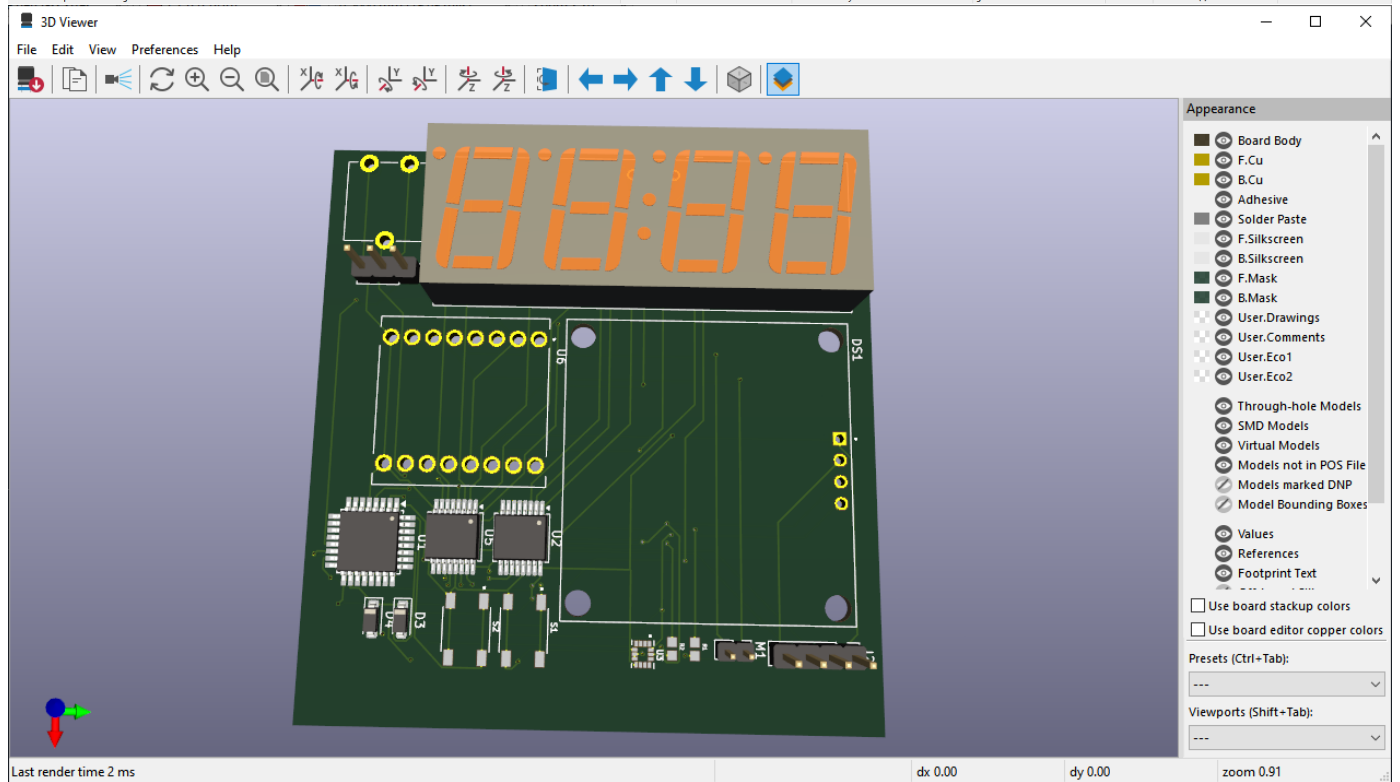 3D Viewer
File Edit View Preferences Help
Appearance
Board Body
F.Cu
B.Cu
Adhesive
Solder Paste
F.Silkscreen
B.Silkscreen
F.Mask
B.Mask
User.Drawings
User.Comments
User.Eco1
User.Eco2
Through-hole Models
SMD Models
Virtual Models
Models not in POS File
Models marked DNP
Model Bounding Boxes
Values
References
Footprint Text
Use board stackup colors
Use board editor copper colors
Presets (Ctrl+Tab):
---
Viewports (Shift+Tab):
---
U6
DS1
U1
U5
U2
D4
D3
S2
S1
U3
R2
R1
M1
X
Y
Z
Last render time 2 ms
dx 0.00
dy 0.00
zoom 0.91